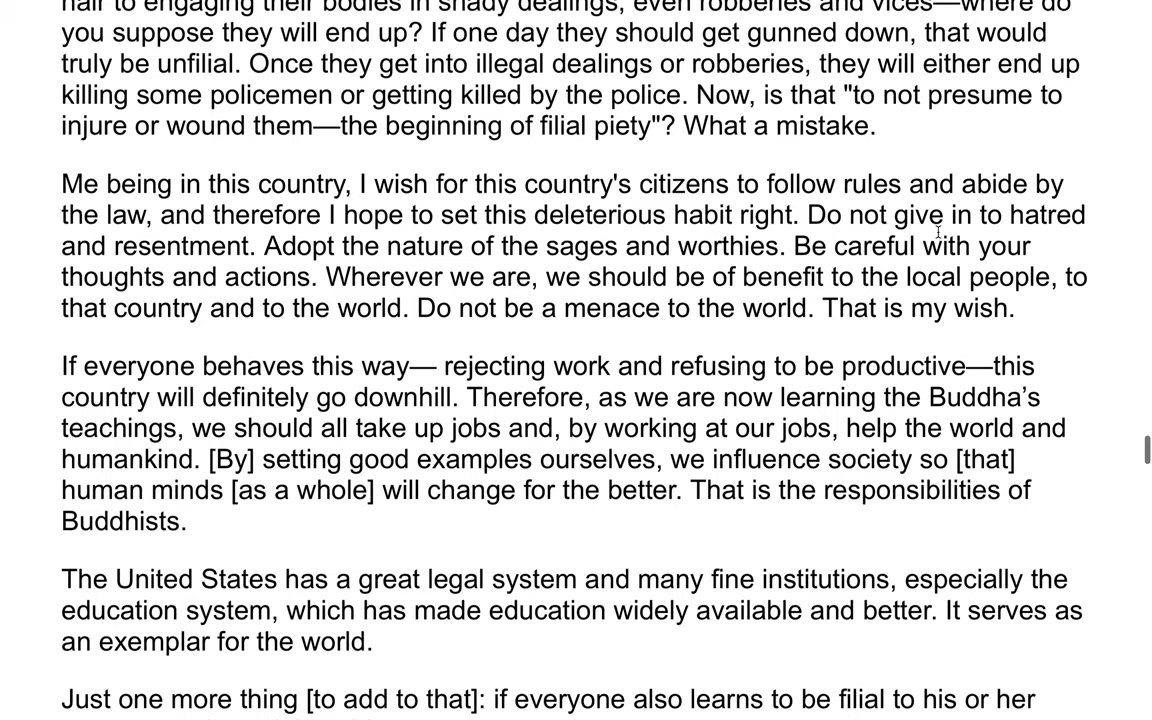 hair to engaging their bodies in shady dealings, even robberies and vices—where do
you suppose they will end up? If one day they should get gunned down, that would
truly be unfilial. Once they get into illegal dealings or robberies, they will either end up
killing some policemen or getting killed by the police. Now, is that "to not presume to
injure or wound them—the beginning of filial piety"? What a mistake.
Me being in this country, I wish for this country's citizens to follow rules and abide by
the law, and therefore I hope to set this deleterious habit right. Do not give in to hatred
and resentment. Adopt the nature of the sages and worthies. Be careful with your
thoughts and actions. Wherever we are, we should be of benefit to the local people, to
that country and to the world. Do not be a menace to the world. That is my wish.
If everyone behaves this way— rejecting work and refusing to be productive—this
country will definitely go downhill. Therefore, as we are now learning the Buddha’s
teachings, we should all take up jobs and, by working at our jobs, help the world and
humankind. [By] setting good examples ourselves, we influence society so [that]
human minds [as a whole] will change for the better. That is the responsibilities of
Buddhists.
The United States has a great legal system and many fine institutions, especially the
education system, which has made education widely available and better. It serves as
an exemplar for the world.
Just one more thing [to add to that]: if everyone also learns to be filial to his or her